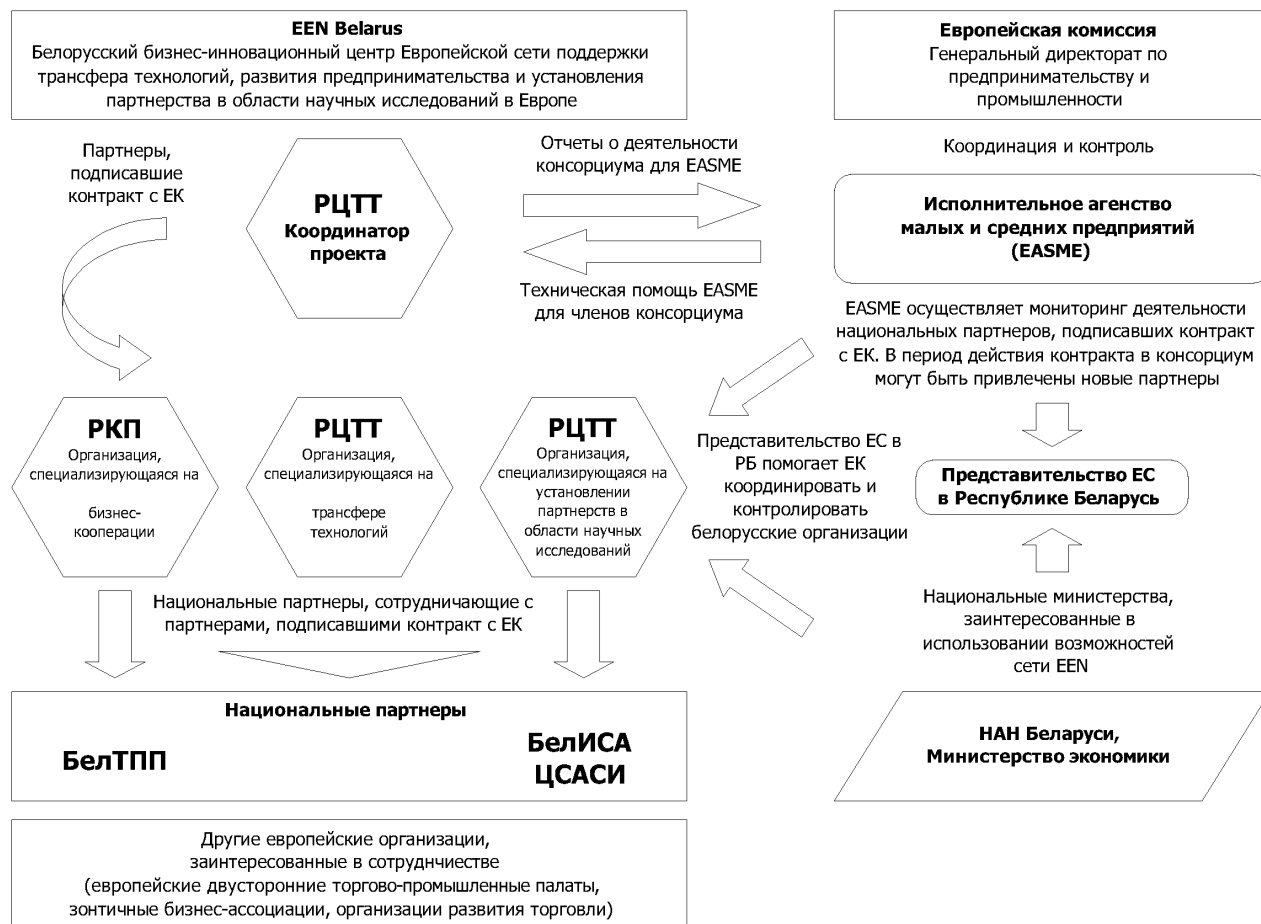 EEN Belarus
Белорусский бизнес-инновационный центр Европейской сети поддержки
трансфера технологий, развития предпринимательства и установления
партнерства в области научных исследований в Европе
Европейская комиссия
Генеральный директорат по
предпринимательству и
промышленности
Партнеры,
подписавшие
контракт с ЕК
РЦТТ
Координатор
проекта
Отчеты о деятельности
консорциума для EASME
Техническая помощь EASME
для членов консорциума
Координация и контроль
Исполнительное агенство
малых и средних предприятий
(EASME)
EASME осуществляет мониторинг деятельности
национальных партнеров, подписавших контракт
с ЕК. В период действия контракта в консорциум
могут быть привлечены новые партнеры
РКП
Организация,
специализирующаяся на
бизнес-
кооперации
РЦТТ
Организация,
специализирующаяся на
трансфере
технологий
РЦТТ
Организация,
специализирующаяся на
установлении
партнерств в
области научных
исследований
Представительство ЕС в
РБ помогает ЕК
координировать и
контролировать
белорусские организации
Представительство ЕС
в Республике Беларусь
Национальные партнеры, сотрудничающие с
партнерами, подписавшими контракт с ЕК
Национальные министерства,
заинтересованные в
использовании возможностей
сети EEN
Национальные партнеры
БелТПП
БелИСА
ЦСАСИ
НАН Беларуси,
Министерство экономики
Другие европейские организации,
заинтересованные в сотруднчиестве
(европейские двусторонние торгово-промышленные палаты,
зонтичные бизнес-ассоциации, организации развития торговли)